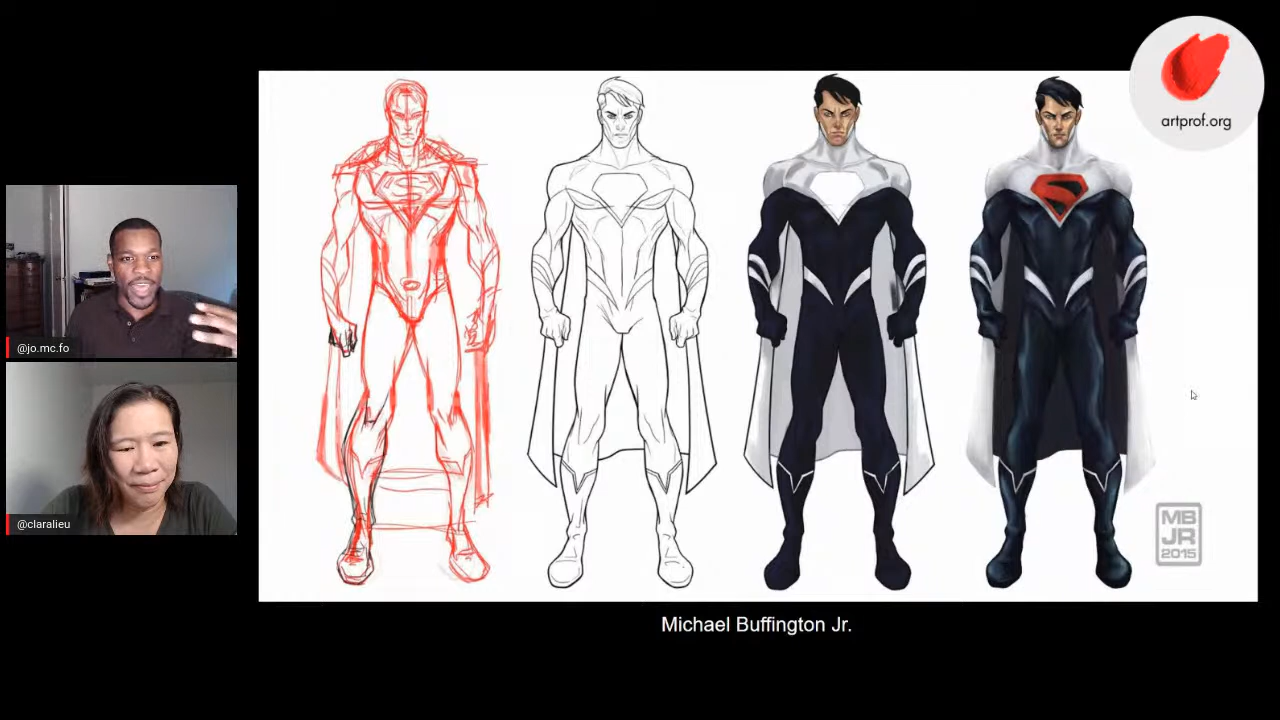 artprof.org
@jo.mc.fo
@claralieu
MB
JR
2015
Michael Buffington Jr.